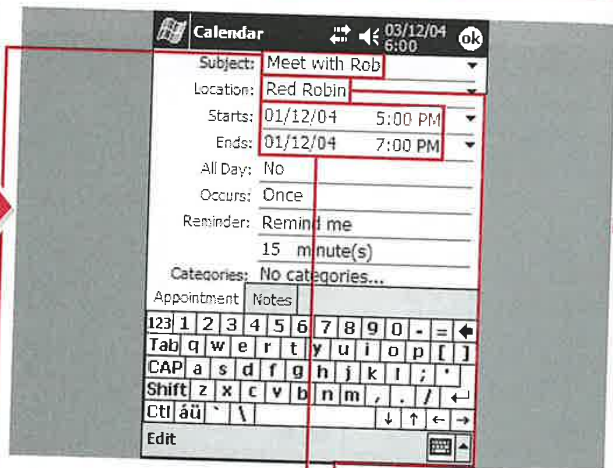 Calendar 03/12/04 6:00 ok
Subject: Meet with Rob
Location: Red Robin
Starts: 01/12/04 5:00 PM
Ends: 01/12/04 7:00 PM
All Day: No
Occurs: Once
Reminder: Remind me
15 minute(s)
Categories: No categories...
Appointment Notes
123 1 2 3 4 5 6 7 8 9 0 - =
Tab q w e r t y u i o p [ ]
CAP a s d f g h j k l ; '
Shift z x c v b n m , . /
Ctl áü ` \
Edit